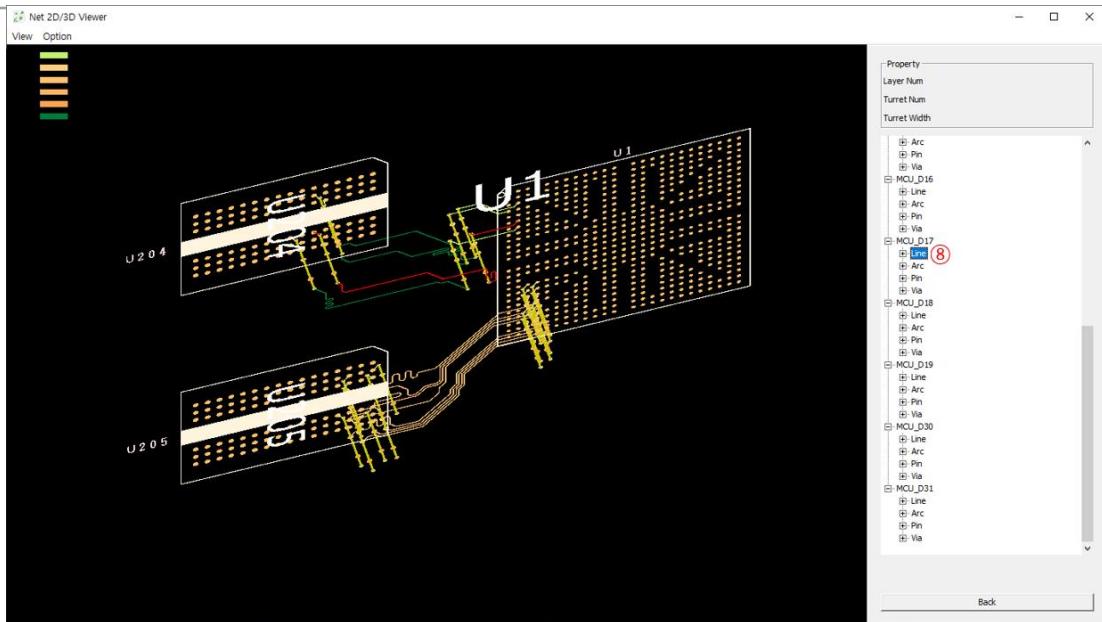 Net 2D/3D Viewer
View Option
U204
U204
U1
U1
U205
U205
Property
Layer Num
Turret Num
Turret Width
Arc
Pin
Via
MCU_D16
Line
Arc
Pin
Via
MCU_D17
Line ⑧
Arc
Pin
Via
MCU_D18
Line
Arc
Pin
Via
MCU_D19
Line
Arc
Pin
Via
MCU_D30
Line
Arc
Pin
Via
MCU_D31
Line
Arc
Pin
Via
Back